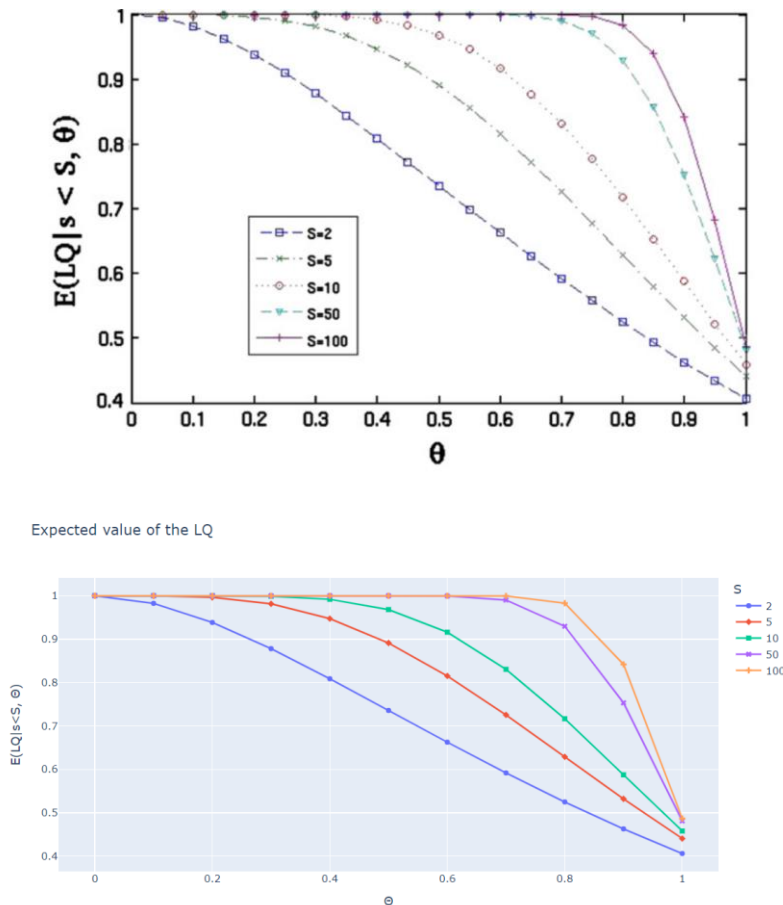 E(LQ|s < S, θ)
1
0.9
0.8
0.7
0.6
0.5
0.4
S=2
S=5
S=10
S=50
S=100
0 0.1 0.2 0.3 0.4 0.5 0.6 0.7 0.8 0.9 1
θ
Expected value of the LQ
E(LQ|s<S, Θ)
1
0.9
0.8
0.7
0.6
0.5
0.4
0 0.2 0.4 0.6 0.8 1
Θ
S
2
5
10
50
100